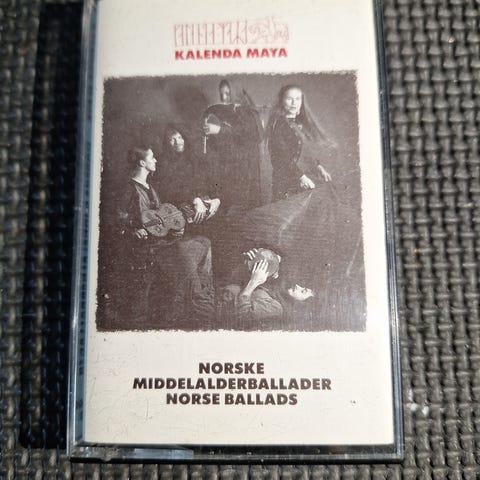 KALENDA MAYA
NORSKE
MIDDELALDERBALLADER
NORSE BALLADS